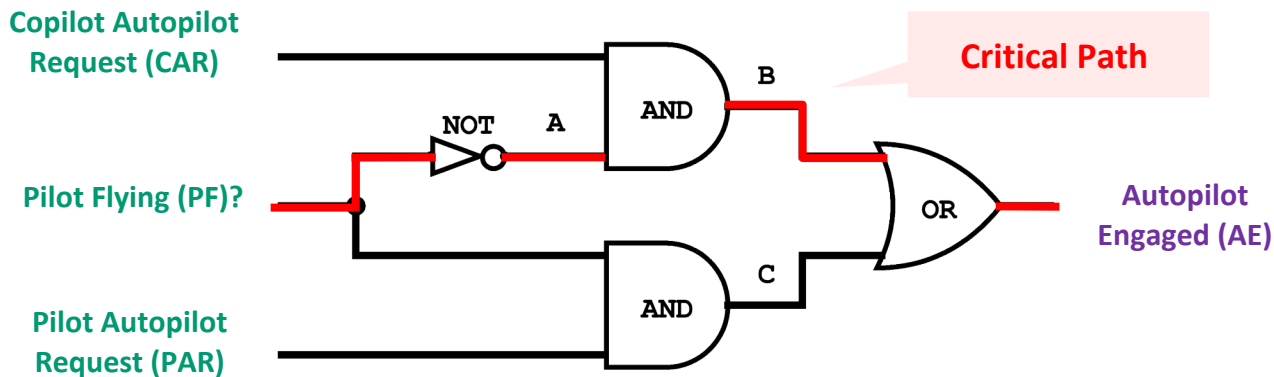 Copilot Autopilot
Request (CAR)
NOT
A
AND
B
Critical Path
Pilot Flying (PF)?
OR
Autopilot
Engaged (AE)
AND
C
Pilot Autopilot
Request (PAR)